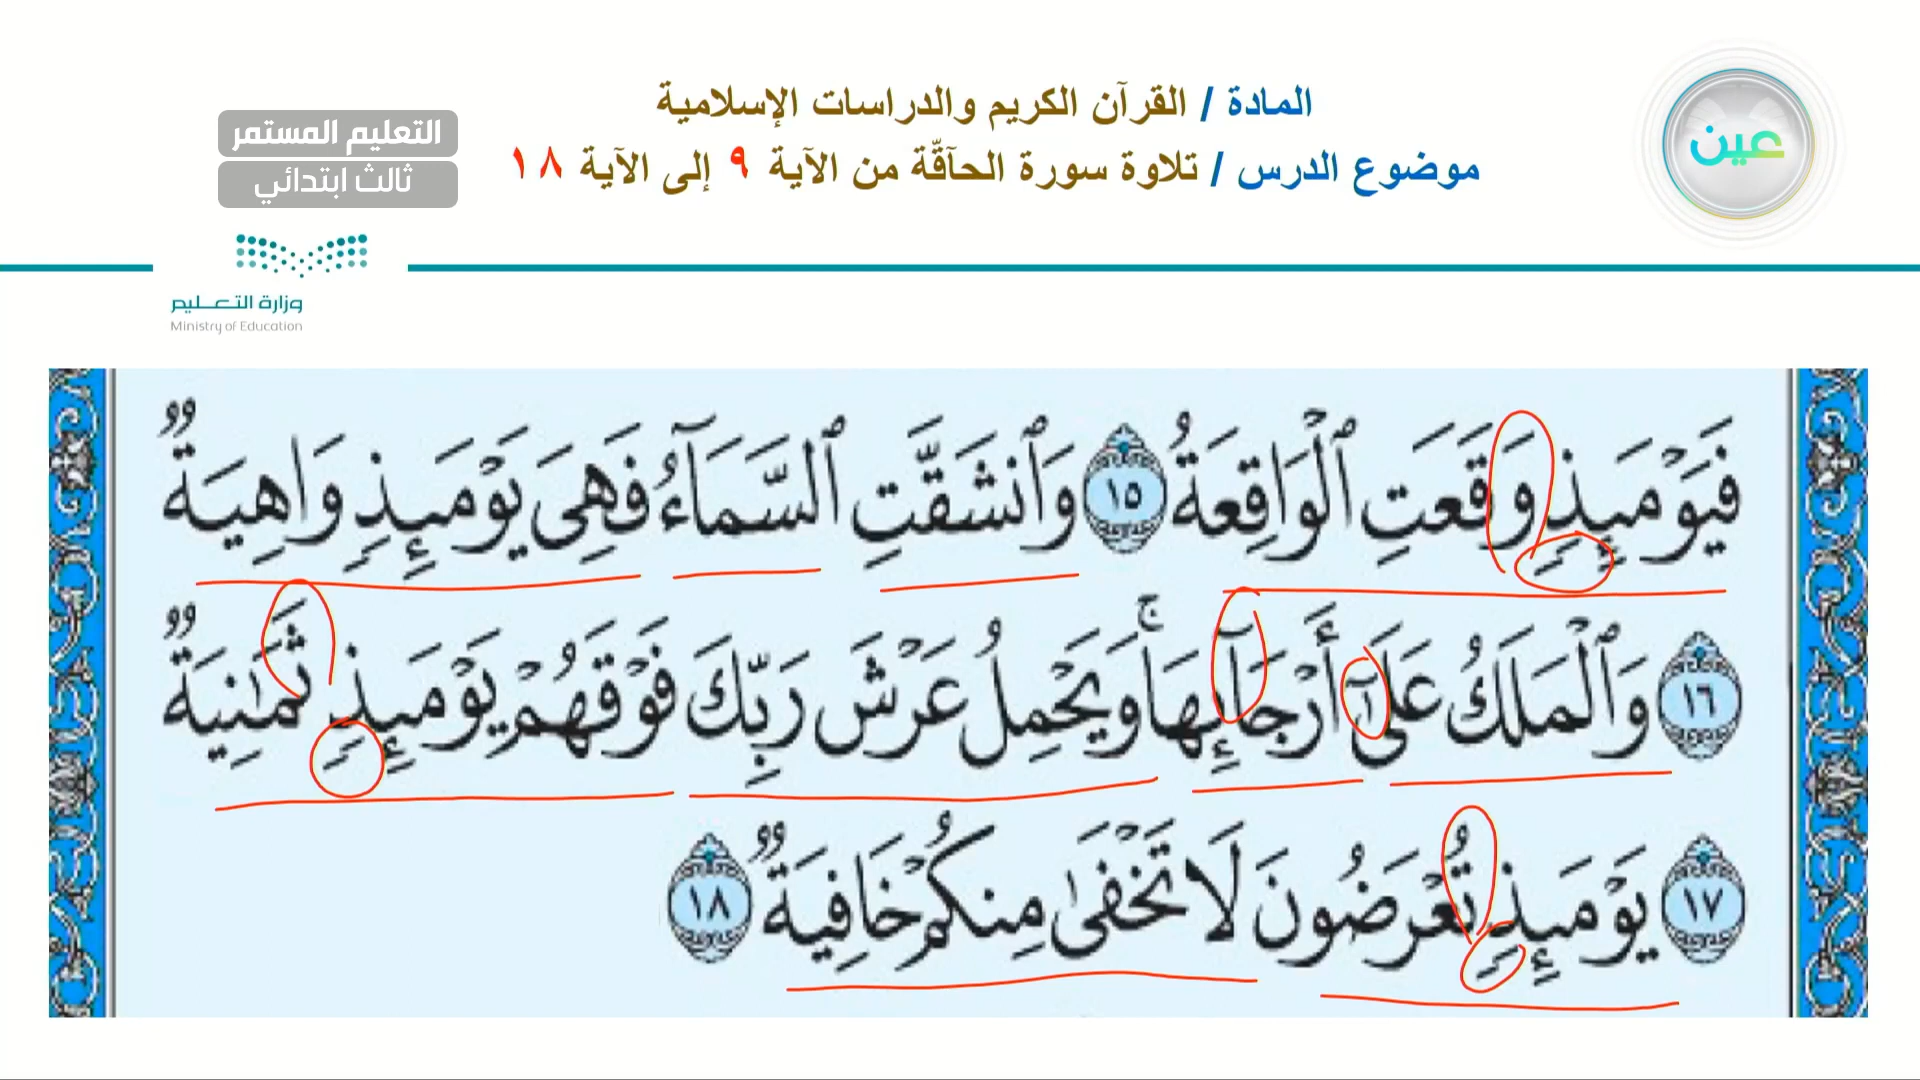 المادة / القرآن الكريم والدراسات الإسلامية
موضوع الدرس / تلاوة سورة الحآقّة من الآية ٩ إلى الآية ١٨
عين
التعليم المستمر
ثالث ابتدائي
وزارة التعليم
Ministry of Education
فَيَوْمَئِذٍ وَقَعَتِ ٱلْوَاقِعَةُ ١٥ وَٱنشَقَّتِ ٱلسَّمَآءُ فَهِىَ يَوْمَئِذٍ وَاهِيَةٌ
١٦ وَٱلْمَلَكُ عَلَىٰٓ أَرْجَآئِهَا ۚ وَيَحْمِلُ عَرْشَ رَبِّكَ فَوْقَهُمْ يَوْمَئِذٍ ثَمَٰنِيَةٌ
١٧ يَوْمَئِذٍ تُعْرَضُونَ لَا تَخْفَىٰ مِنكُمْ خَافِيَةٌ ١٨